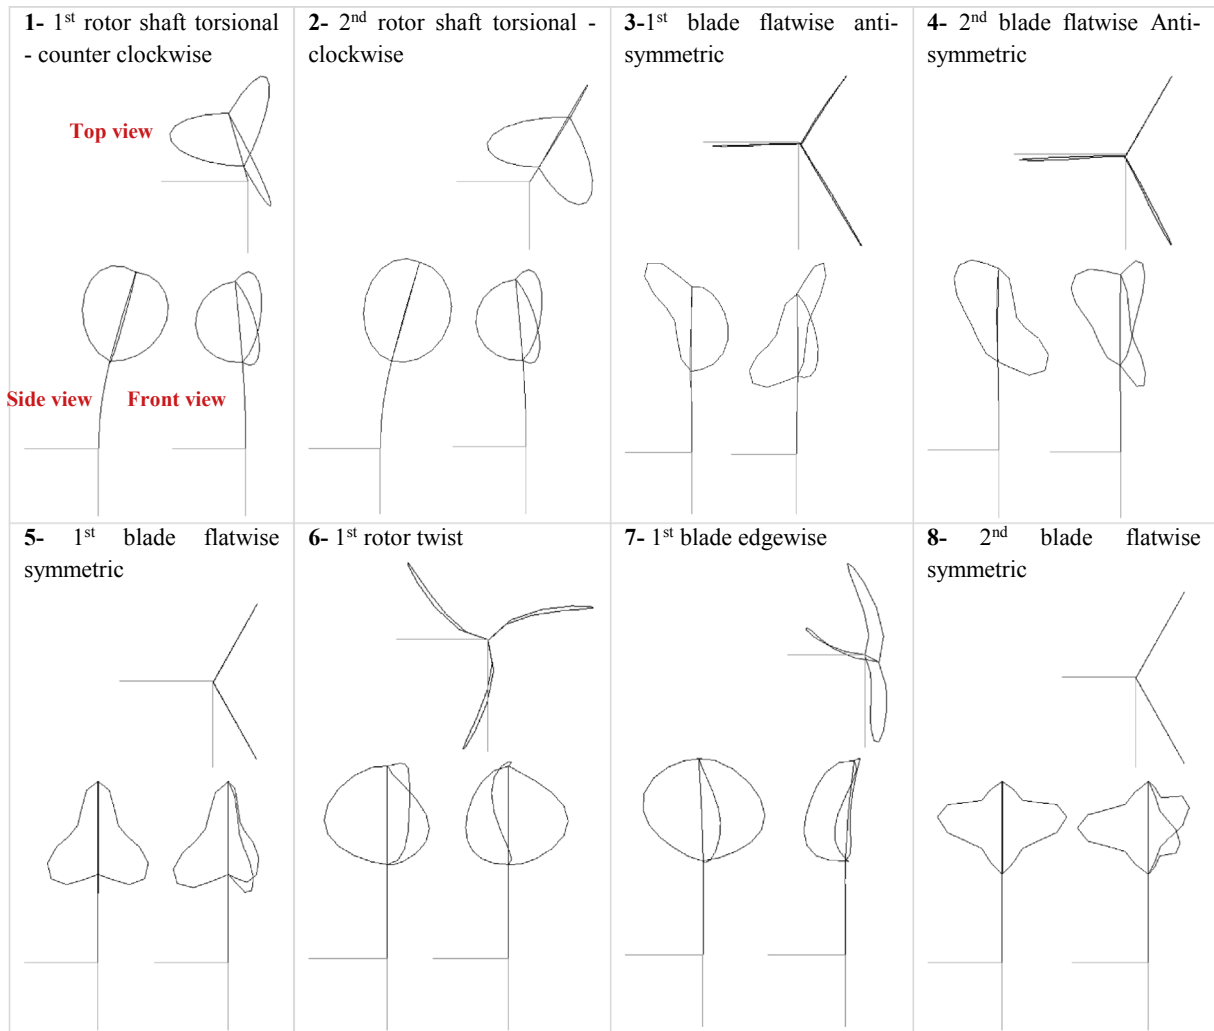 1- 1st rotor shaft torsional
- counter clockwise
Top view
Side view
Front view
2- 2nd rotor shaft torsional -
clockwise
3-1st blade flatwise anti-
symmetric
4- 2nd blade flatwise Anti-
symmetric
5- 1st blade flatwise
symmetric
6- 1st rotor twist
7- 1st blade edgewise
8- 2nd blade flatwise
symmetric